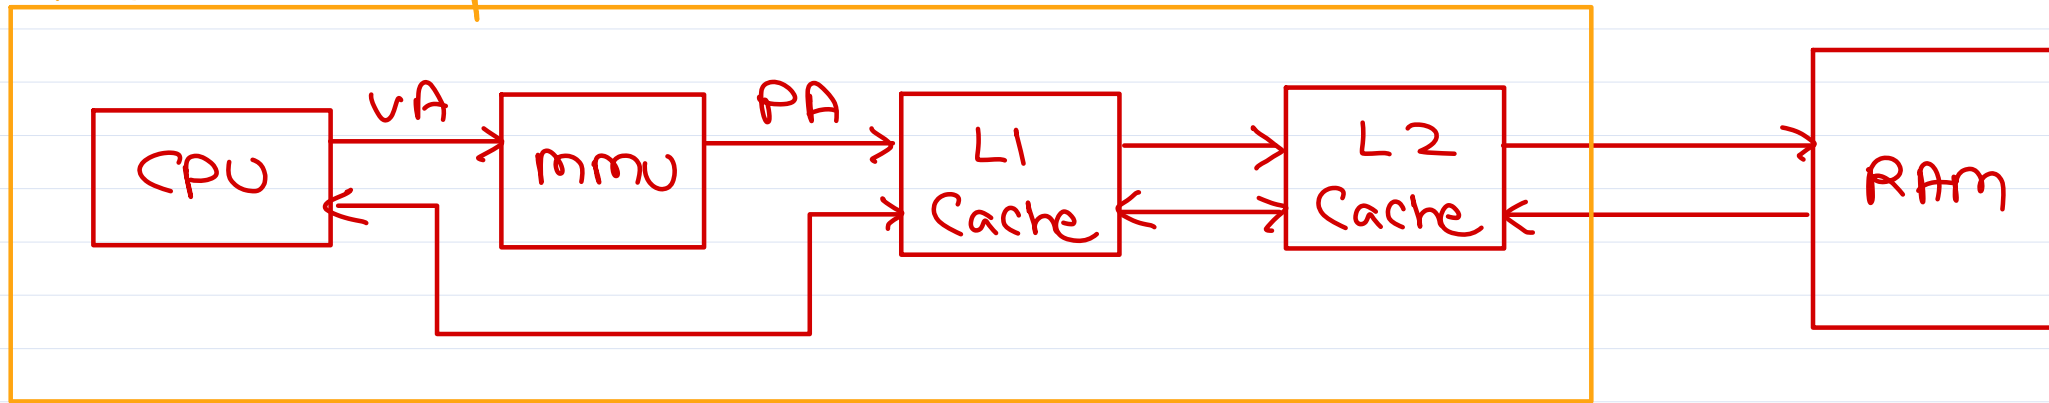 CPU
VA
MMU
PA
L1
Cache
L2
Cache
RAM